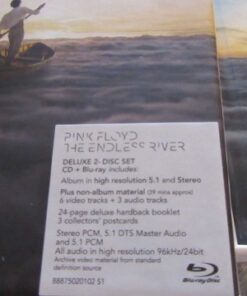 PINK FLOYD
THE ENDLESS RIVER
DELUXE 2- DISC SET
CD + Blu-ray includes:
Album in high resolution 5.1 and Stereo
Plus non-album material (39 mins approx)
6 video tracks + 3 audio tracks
24-page deluxe hardback booklet
3 collectors' postcards
Stereo PCM, 5.1 DTS Master Audio
and 5.1 PCM
All audio in high resolution 96kHz/24bit
Archive video material from standard
definition source
88875020102 S1